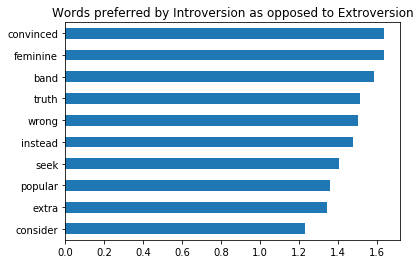 Words preferred by Introversion as opposed to Extroversion
convinced
feminine
band
truth
wrong
instead
seek
popular
extra
consider
0.0 0.2 0.4 0.6 0.8 1.0 1.2 1.4 1.6